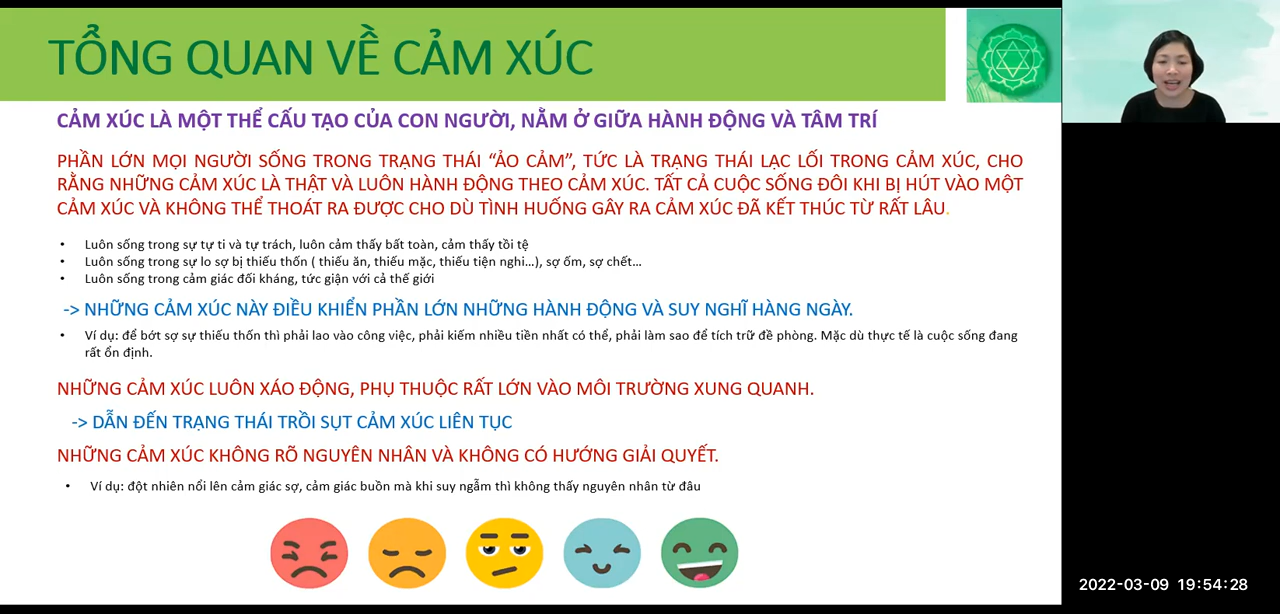 TỔNG QUAN VỀ CẢM XÚC
CẢM XÚC LÀ MỘT THỂ CẤU TẠO CỦA CON NGƯỜI, NẰM Ở GIỮA HÀNH ĐỘNG VÀ TÂM TRÍ
PHẦN LỚN MỌI NGƯỜI SỐNG TRONG TRẠNG THÁI “ẢO CẢM”, TỨC LÀ TRẠNG THÁI LẠC LỐI TRONG CẢM XÚC, CHO
RẰNG NHỮNG CẢM XÚC LÀ THẬT VÀ LUÔN HÀNH ĐỘNG THEO CẢM XÚC. TẤT CẢ CUỘC SỐNG ĐÔI KHI BỊ HÚT VÀO MỘT
CẢM XÚC VÀ KHÔNG THỂ THOÁT RA ĐƯỢC CHO DÙ TÌNH HUỐNG GÂY RA CẢM XÚC ĐÃ KẾT THÚC TỪ RẤT LÂU.
• Luôn sống trong sự tự ti và tự trách, luôn cảm thấy bất toàn, cảm thấy tồi tệ
• Luôn sống trong sự lo sợ bị thiếu thốn ( thiếu ăn, thiếu mặc, thiếu tiện nghi...), sợ ốm, sợ chết...
• Luôn sống trong cảm giác đối kháng, tức giận với cả thế giới
-> NHỮNG CẢM XÚC NÀY ĐIỀU KHIỂN PHẦN LỚN NHỮNG HÀNH ĐỘNG VÀ SUY NGHĨ HÀNG NGÀY.
• Ví dụ: để bớt sợ sự thiếu thốn thì phải lao vào công việc, phải kiếm nhiều tiền nhất có thể, phải làm sao để tích trữ đề phòng. Mặc dù thực tế là cuộc sống đang
rất ổn định.
NHỮNG CẢM XÚC LUÔN XÁO ĐỘNG, PHỤ THUỘC RẤT LỚN VÀO MÔI TRƯỜNG XUNG QUANH.
-> DẪN ĐẾN TRẠNG THÁI TRỒI SỤT CẢM XÚC LIÊN TỤC
NHỮNG CẢM XÚC KHÔNG RÕ NGUYÊN NHÂN VÀ KHÔNG CÓ HƯỚNG GIẢI QUYẾT.
• Ví dụ: đột nhiên nổi lên cảm giác sợ, cảm giác buồn mà khi suy ngẫm thì không thấy nguyên nhân từ đâu
2022-03-09 19:54:28